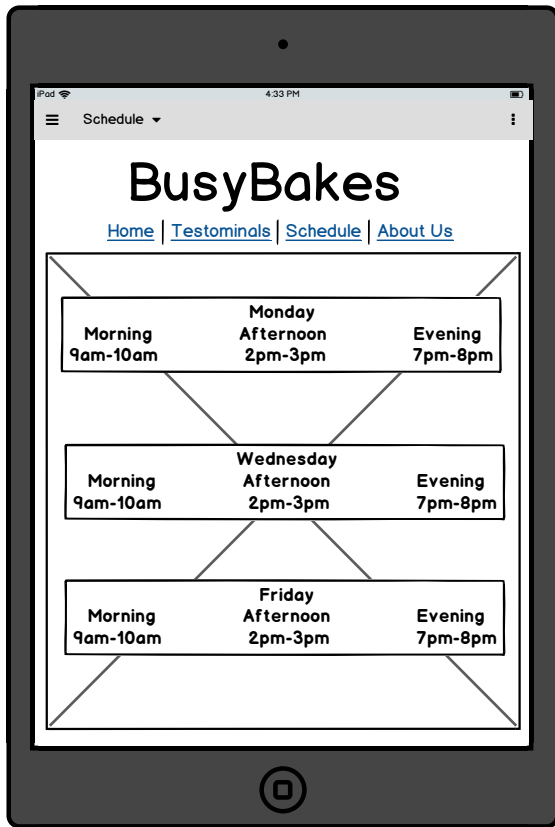 iPad 4:33 PM
Schedule
BusyBakes
Home | Testominals | Schedule | About Us
Monday
Morning Afternoon Evening
9am-10am 2pm-3pm 7pm-8pm
Wednesday
Morning Afternoon Evening
9am-10am 2pm-3pm 7pm-8pm
Friday
Morning Afternoon Evening
9am-10am 2pm-3pm 7pm-8pm